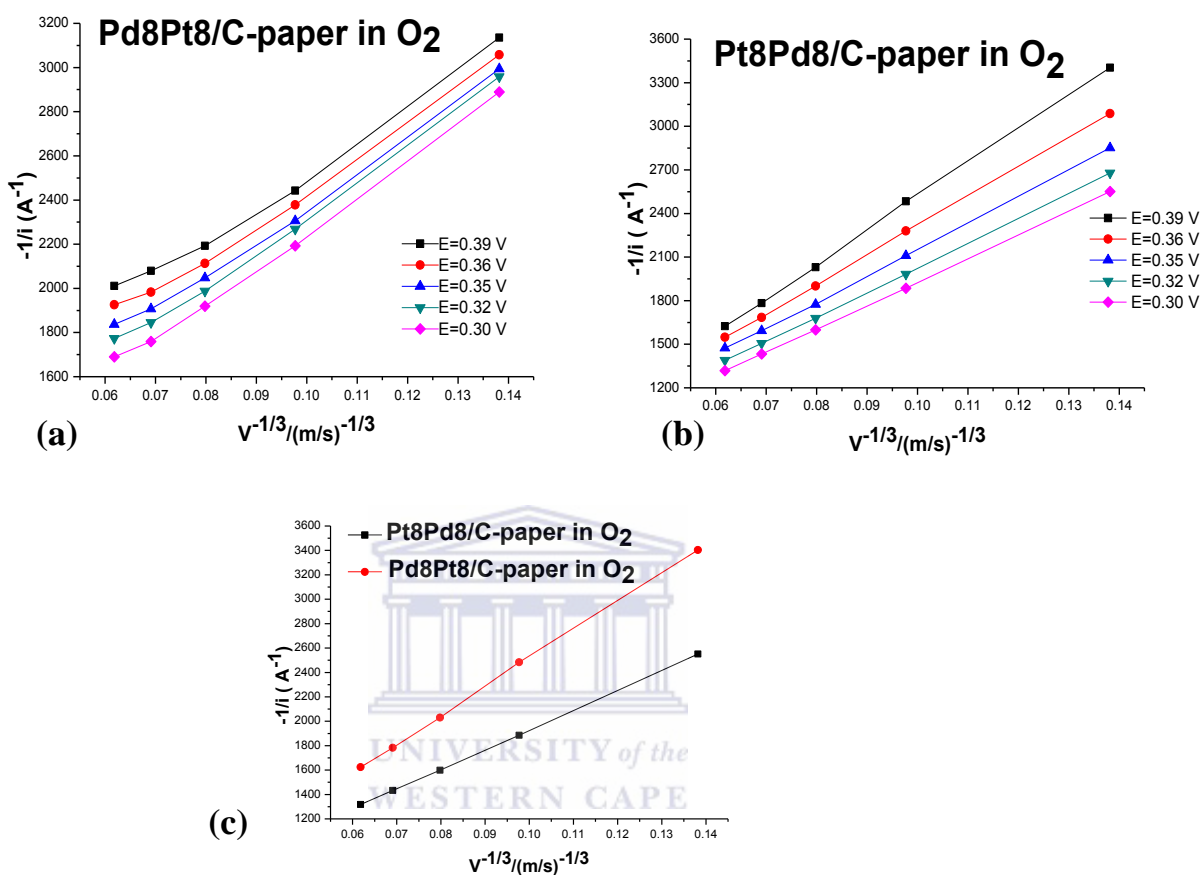 Pd8Pt8/C-paper in O2
-1/i (A^-1)
3200
3000
2800
2600
2400
2200
2000
1800
1600
E=0.39 V
E=0.36 V
E=0.35 V
E=0.32 V
E=0.30 V
0.06 0.07 0.08 0.09 0.10 0.11 0.12 0.13 0.14
V^-1/3/(m/s)^-1/3
(a)
Pt8Pd8/C-paper in O2
-1/i (A^-1)
3600
3300
3000
2700
2400
2100
1800
1500
1200
E=0.39 V
E=0.36 V
E=0.35 V
E=0.32 V
E=0.30 V
0.06 0.07 0.08 0.09 0.10 0.11 0.12 0.13 0.14
V^-1/3/(m/s)^-1/3
(b)
Pt8Pd8/C-paper in O2
Pd8Pt8/C-paper in O2
-1/i ( A^-1)
3600
3400
3200
3000
2800
2600
2400
2200
2000
1800
1600
1400
1200
UNIVERSITY of the
WESTERN CAPE
0.06 0.07 0.08 0.09 0.10 0.11 0.12 0.13 0.14
V^-1/3/(m/s)^-1/3
(c)